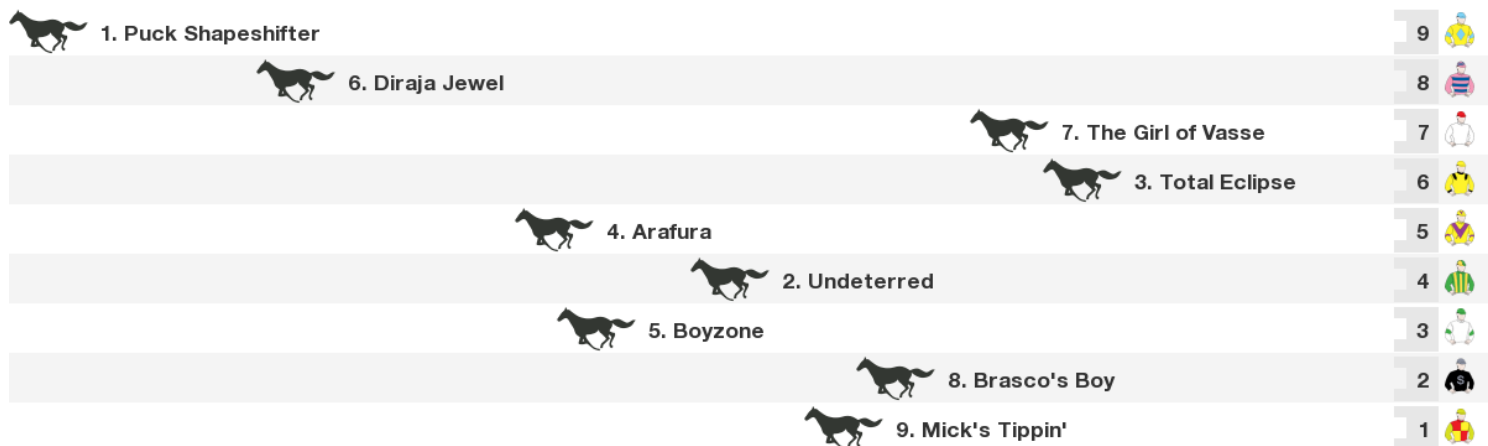 1. Puck Shapeshifter 9
6. Diraja Jewel 8
7. The Girl of Vasse 7
3. Total Eclipse 6
4. Arafura 5
2. Undeterred 4
5. Boyzone 3
8. Brasco's Boy 2 S
9. Mick's Tippin' 1